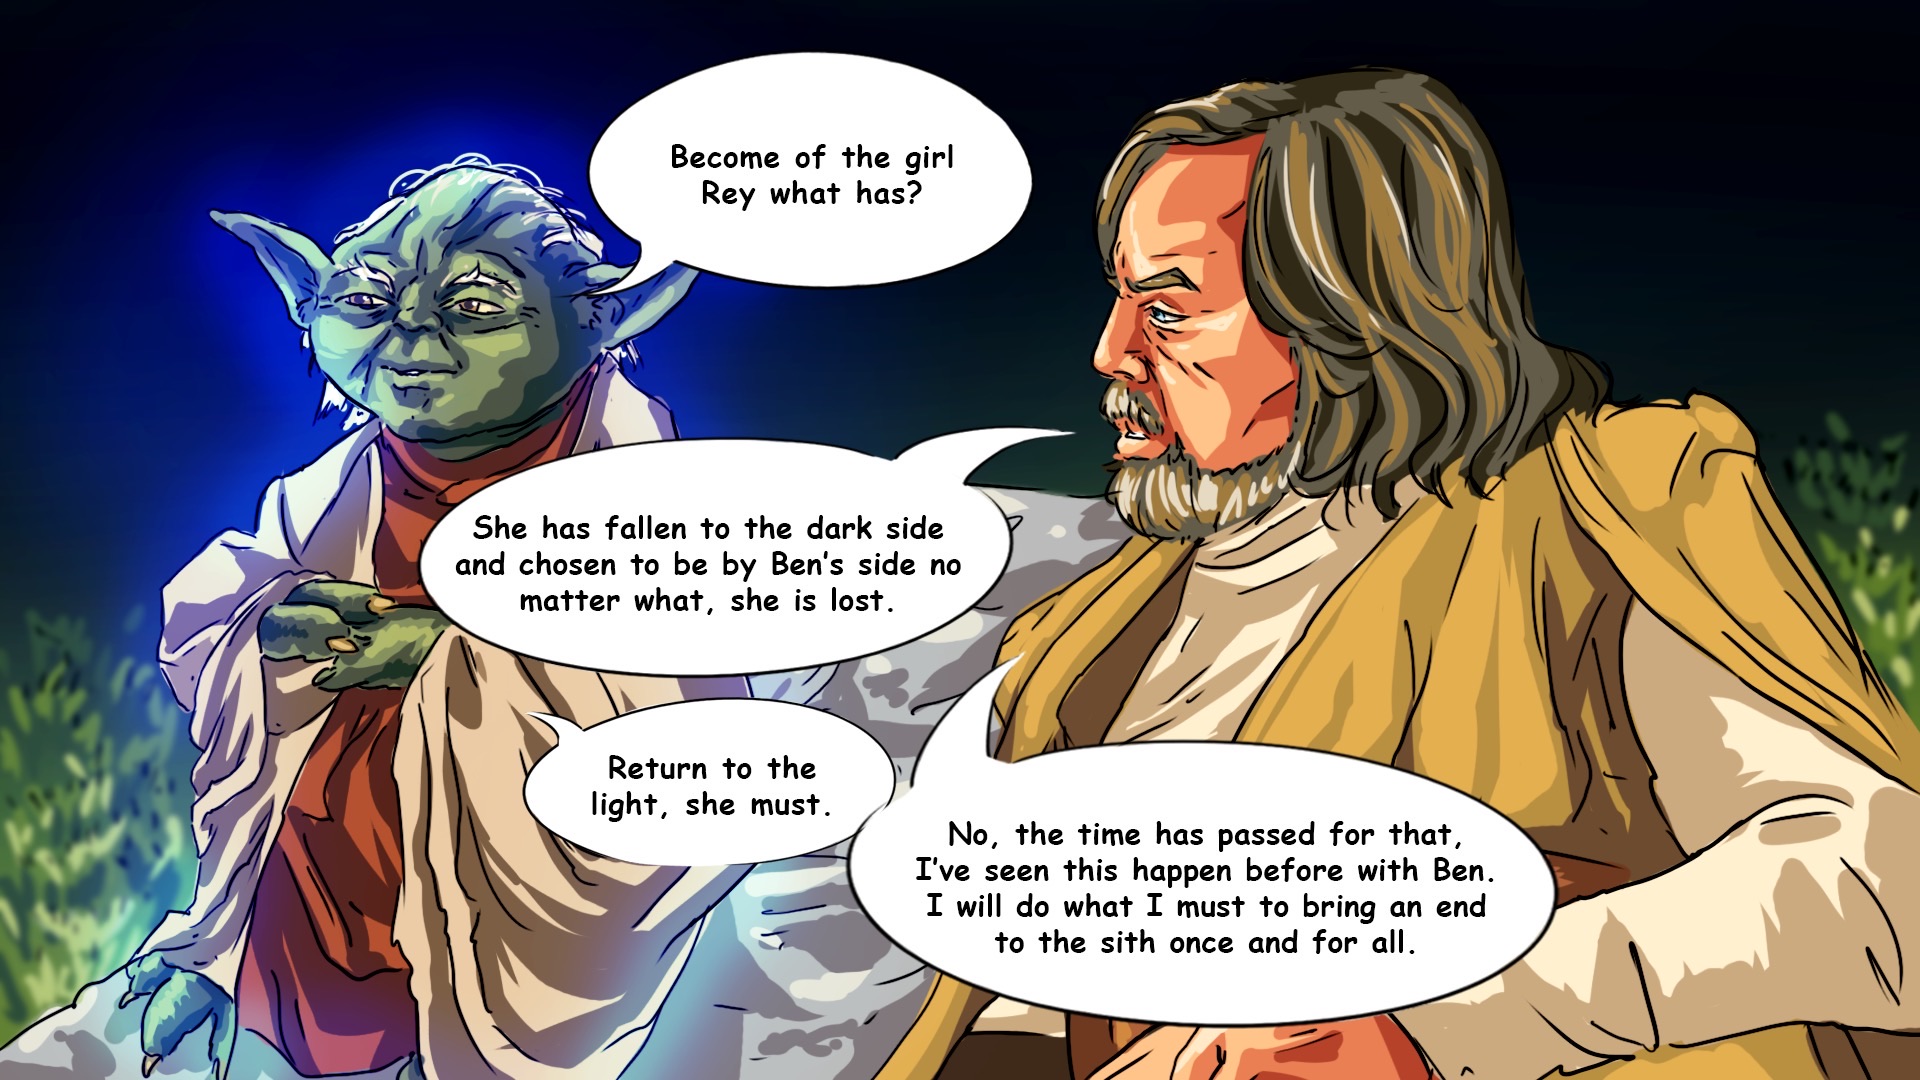 Become of the girl
Rey what has?
She has fallen to the dark side
and chosen to be by Ben's side no
matter what, she is lost.
Return to the
light, she must.
No, the time has passed for that,
I've seen this happen before with Ben.
I will do what I must to bring an end
to the sith once and for all.